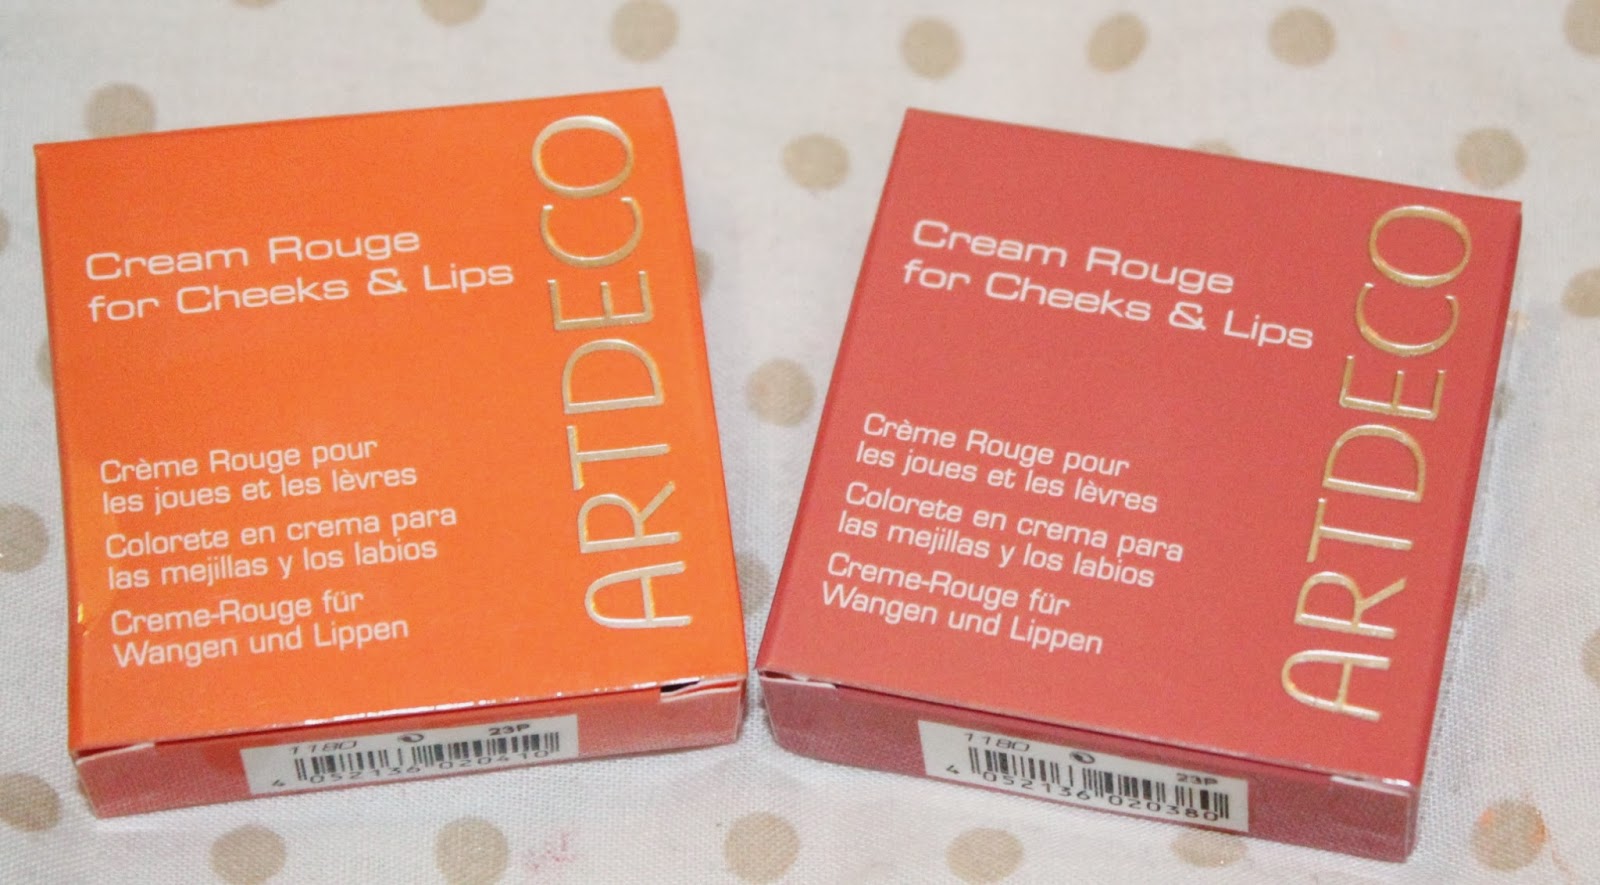 Cream Rouge
for Cheeks & Lips
Crème Rouge pour
les joues et les lèvres
Colorete en crema para
las mejillas y los labios
Creme-Rouge für
Wangen und Lippen
ARTDECO
1180 23P
4 052136 020410
Cream Rouge
for Cheeks & Lips
Crème Rouge pour
les joues et les lèvres
Colorete en crema para
las mejillas y los labios
Creme-Rouge für
Wangen und Lippen
ARTDECO
1180 23P
4 052136 020380